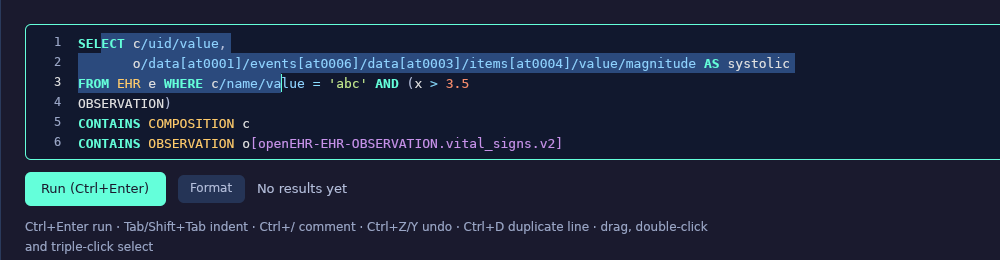 1 SELECT c/uid/value,
2 o/data[at0001]/events[at0006]/data[at0003]/items[at0004]/value/magnitude AS systolic
3 FROM EHR e WHERE c/name/value = 'abc' AND (x > 3.5
4 OBSERVATION)
5 CONTAINS COMPOSITION c
6 CONTAINS OBSERVATION o[openEHR-EHR-OBSERVATION.vital_signs.v2]
Run (Ctrl+Enter) Format No results yet
Ctrl+Enter run · Tab/Shift+Tab indent · Ctrl+/ comment · Ctrl+Z/Y undo · Ctrl+D duplicate line · drag, double-click
and triple-click select